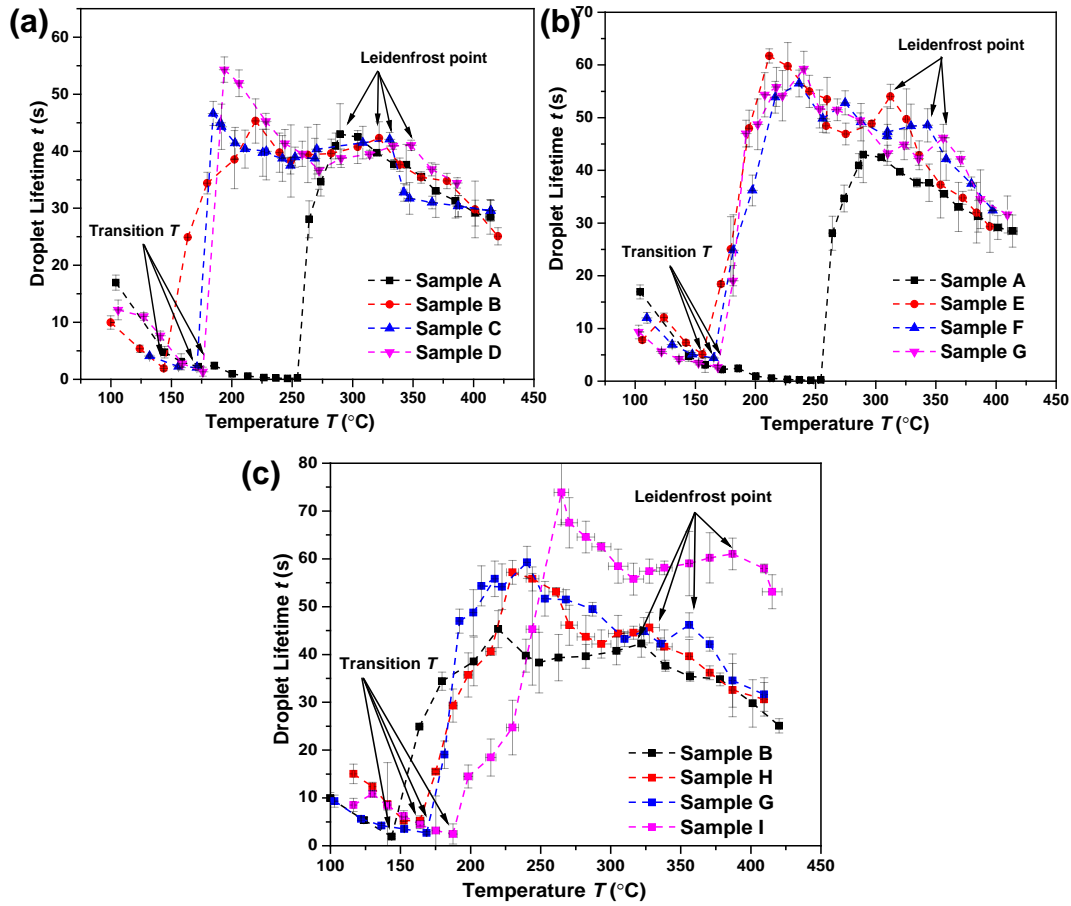 (a)
Droplet Lifetime t (s)
60
50
40
30
20
10
0
Leidenfrost point
Transition T
Sample A
Sample B
Sample C
Sample D
50 100 150 200 250 300 350 400 450
Temperature T (°C)
(b)
Droplet Lifetime t (s)
70
60
50
40
30
20
10
0
Leidenfrost point
Transition T
Sample A
Sample E
Sample F
Sample G
50 100 150 200 250 300 350 400 450
Temperature T (°C)
(c)
Droplet Lifetime t (s)
80
70
60
50
40
30
20
10
0
Leidenfrost point
Transition T
Sample B
Sample H
Sample G
Sample I
100 150 200 250 300 350 400 450
Temperature T (°C)